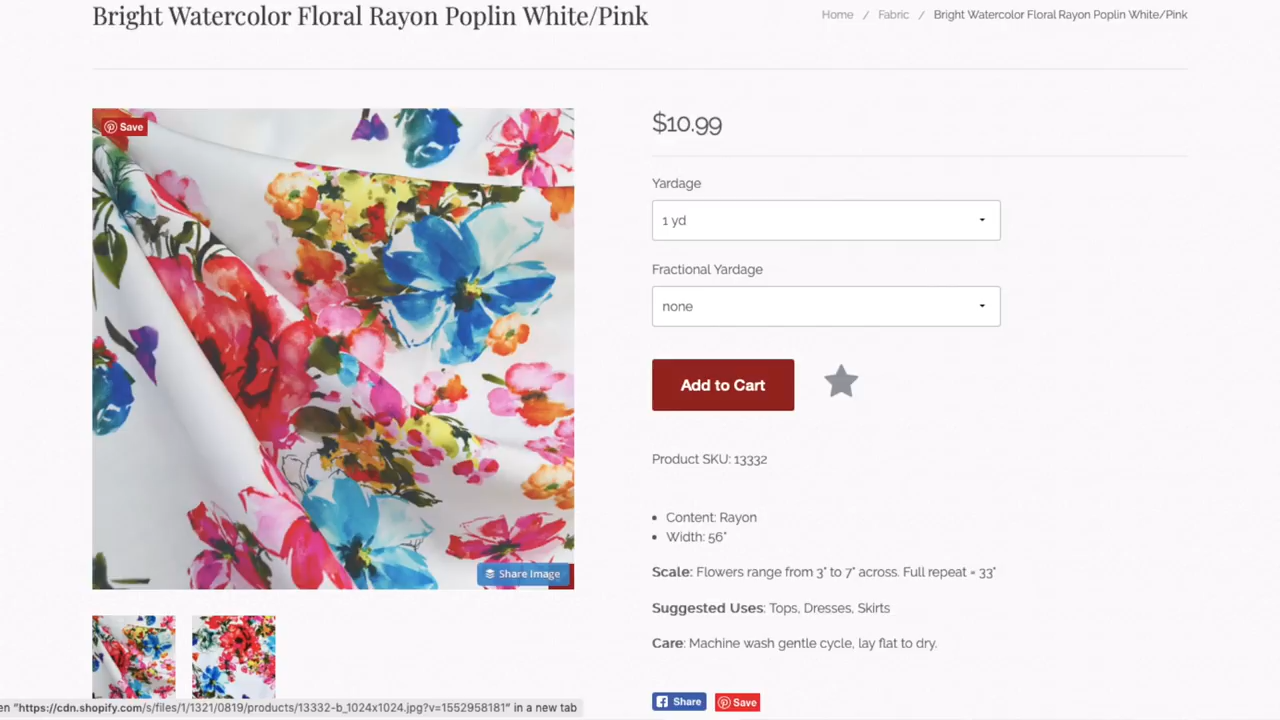 Bright Watercolor Floral Rayon Poplin White/Pink
Home / Fabric / Bright Watercolor Floral Rayon Poplin White/Pink
Save
$10.99
Yardage
1 yd
Fractional Yardage
none
Add to Cart
Product SKU: 13332
Content: Rayon
Width: 56"
Scale: Flowers range from 3" to 7" across. Full repeat = 33"
Share Image
Suggested Uses: Tops, Dresses, Skirts
Care: Machine wash gentle cycle, lay flat to dry.
Share Save
en "https://cdn.shopify.com/s/files/1/1321/0819/products/13332-b_1024x1024.jpg?v=1552958181" in a new tab